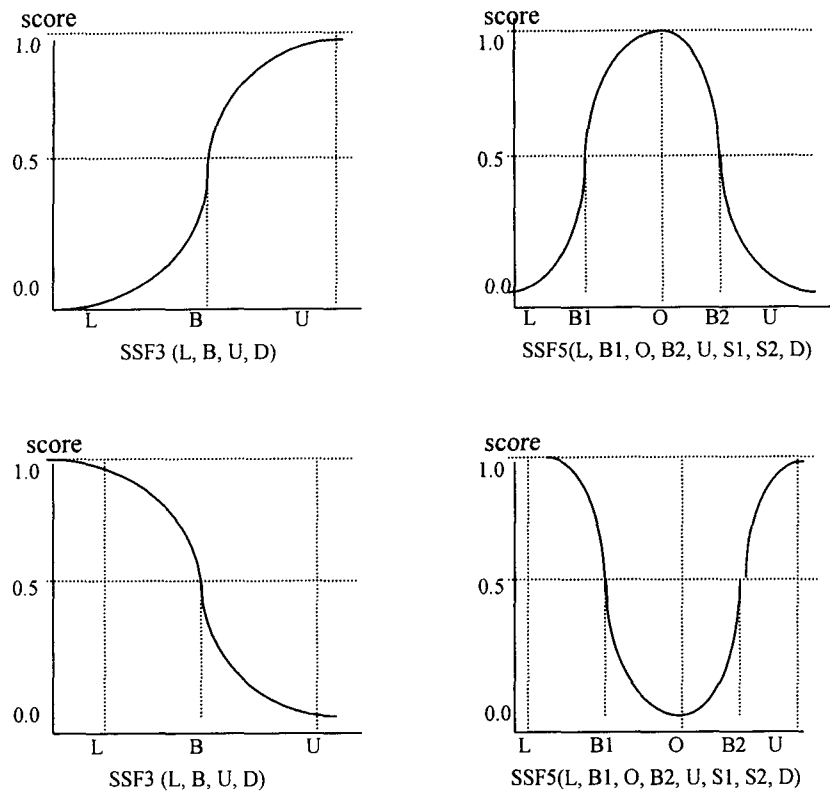 score
1.0
0.5
0.0
L B U
SSF3 (L, B, U, D)
score
1.0
0.5
0.0
L B1 O B2 U
SSF5(L, B1, O, B2, U, S1, S2, D)
score
1.0
0.5
0.0
L B U
SSF3 (L, B, U, D)
score
1.0
0.5
0.0
L B1 O B2 U
SSF5(L, B1, O, B2, U, S1, S2, D)